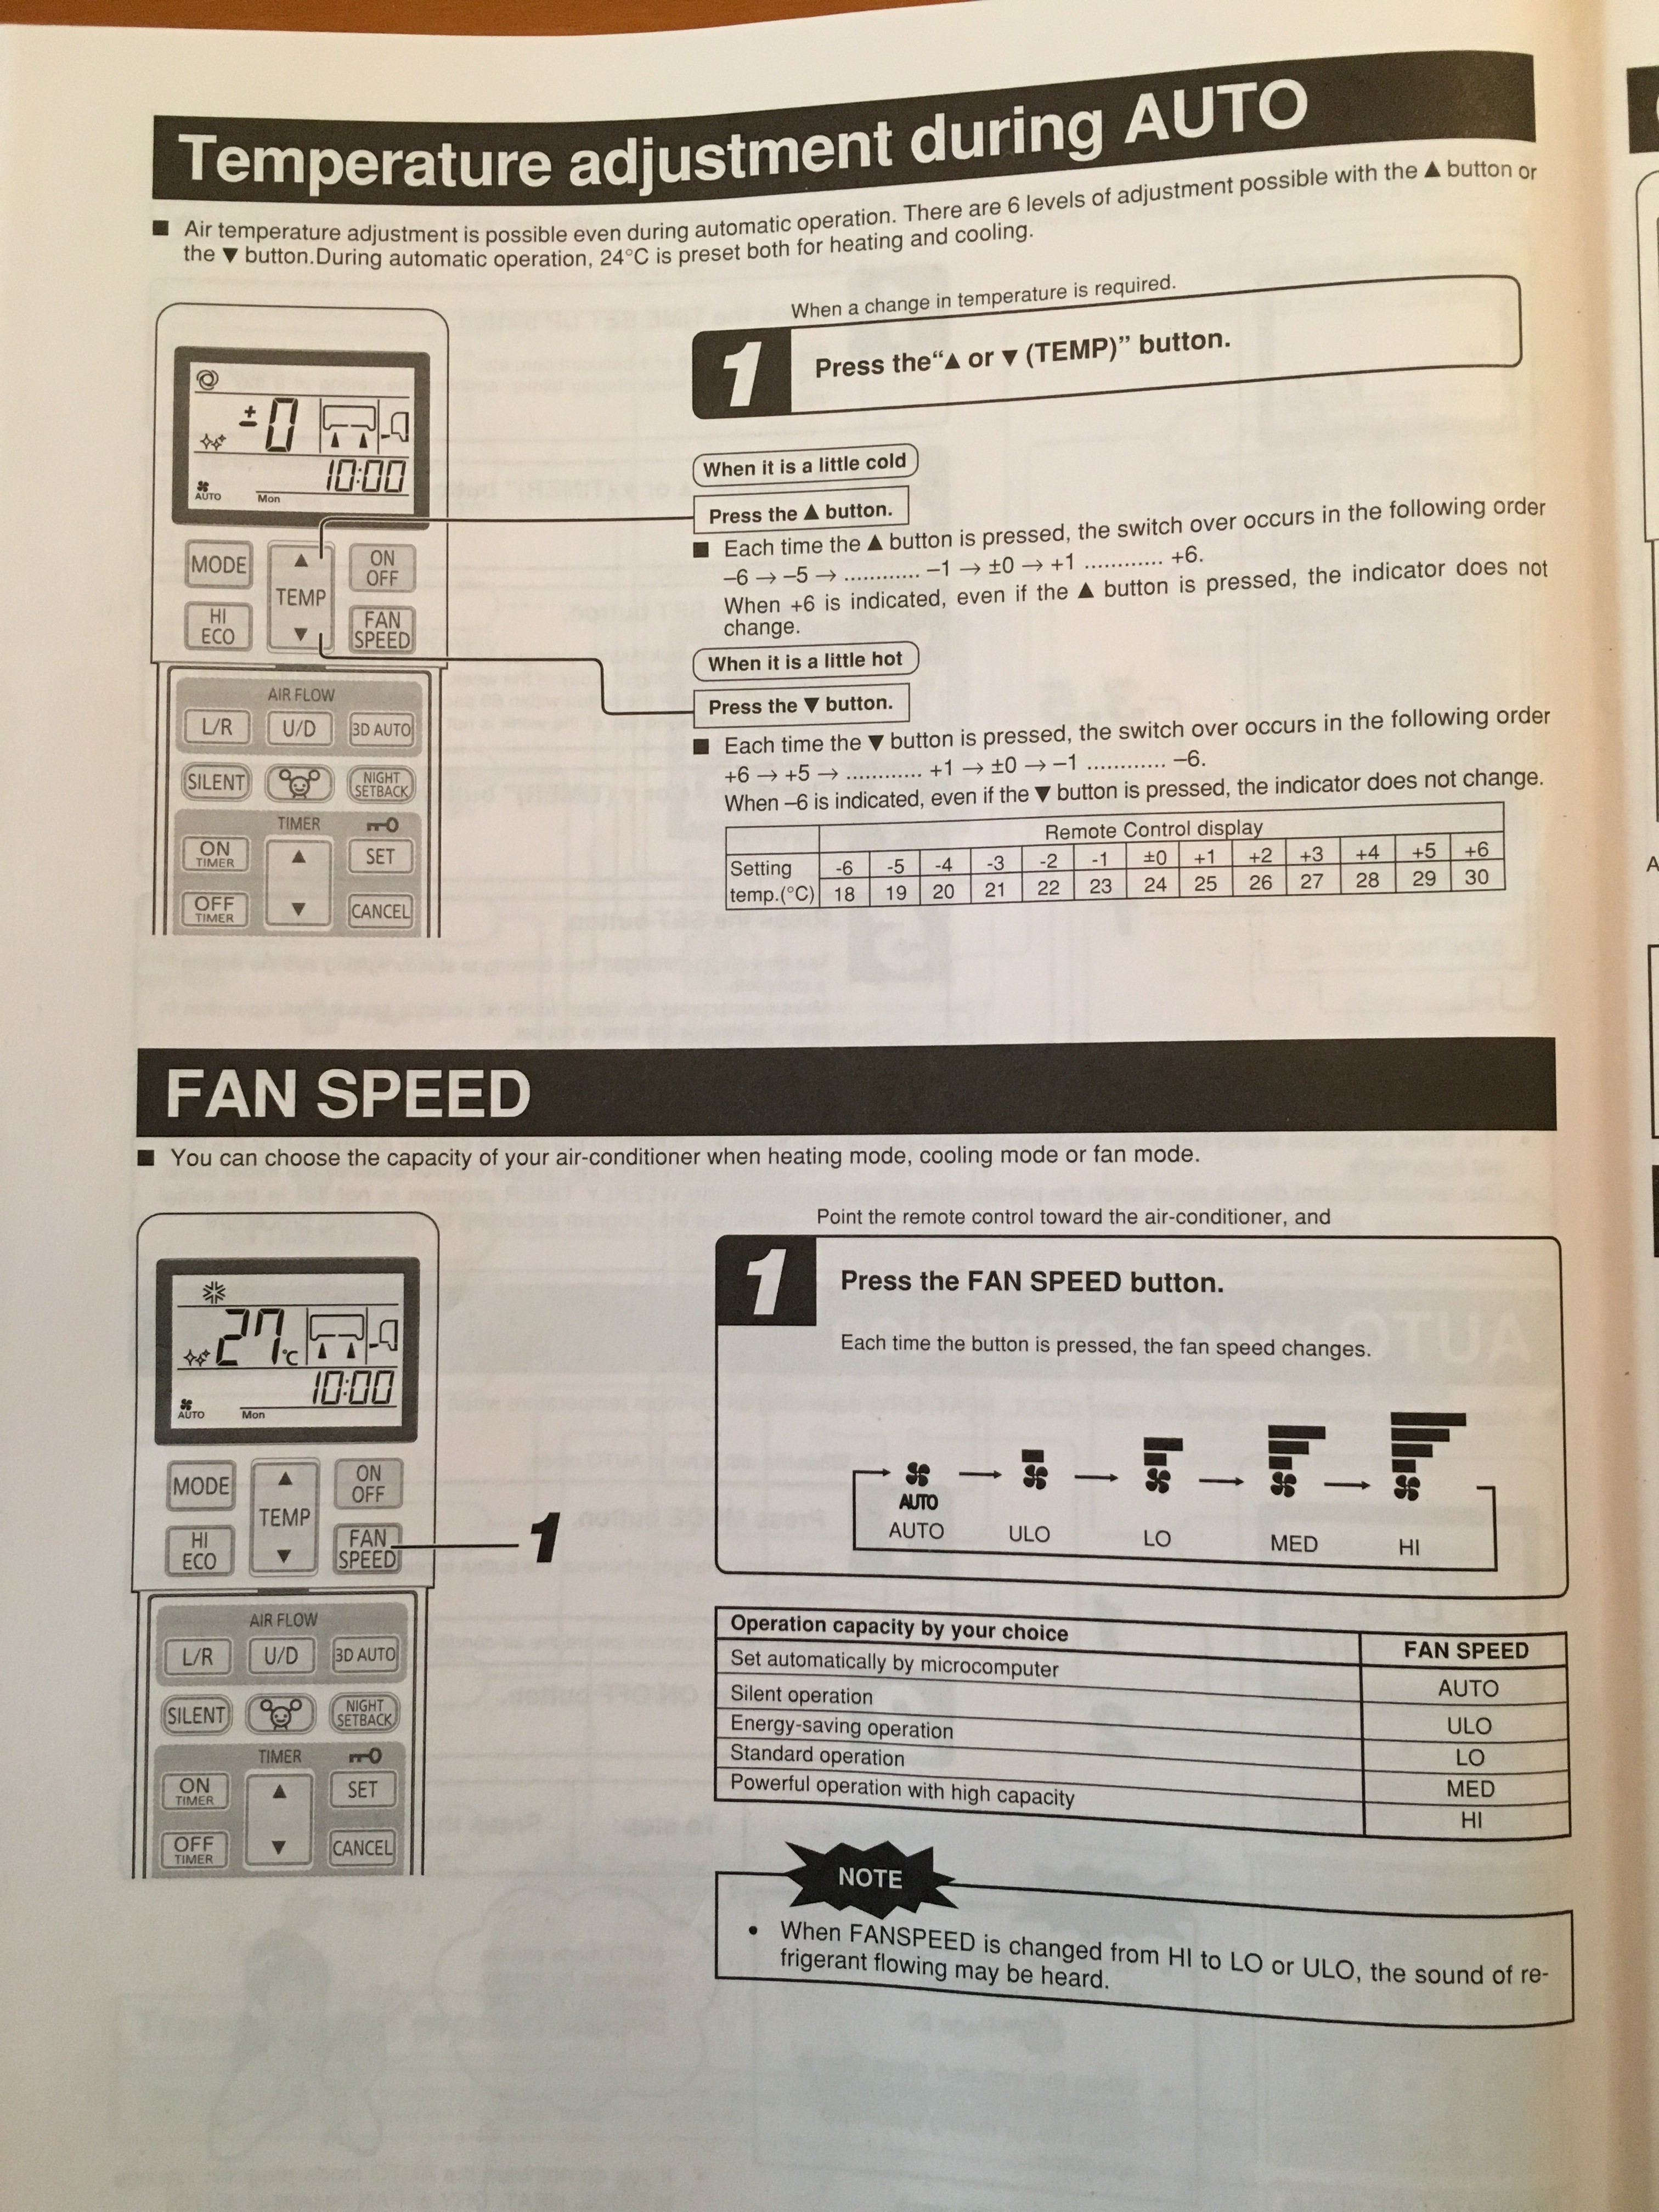 Temperature adjustment during AUTO
■ Air temperature adjustment is possible even during automatic operation. There are 6 levels of adjustment possible with the ▲ button or
the ▼ button.During automatic operation, 24°C is preset both for heating and cooling.
When a change in temperature is required.
1 Press the“▲ or ▼ (TEMP)” button.
±0
10:00
AUTO Mon
MODE ▲ TEMP ▼ ON OFF
HI ECO FAN SPEED
AIR FLOW
L/R U/D 3D AUTO
SILENT NIGHT SETBACK
TIMER
ON TIMER ▲ SET
OFF TIMER ▼ CANCEL
When it is a little cold
Press the ▲ button.
■ Each time the ▲ button is pressed, the switch over occurs in the following order
–6 → –5 → ............ –1 → ±0 → +1 ............ +6.
When +6 is indicated, even if the ▲ button is pressed, the indicator does not
change.
When it is a little hot
Press the ▼ button.
■ Each time the ▼ button is pressed, the switch over occurs in the following order
+6 → +5 → ............ +1 → ±0 → –1 ............ –6.
When –6 is indicated, even if the ▼ button is pressed, the indicator does not change.
Remote Control display
Setting -6 -5 -4 -3 -2 -1 ±0 +1 +2 +3 +4 +5 +6
temp.(°C) 18 19 20 21 22 23 24 25 26 27 28 29 30
FAN SPEED
■ You can choose the capacity of your air-conditioner when heating mode, cooling mode or fan mode.
27°C
10:00
AUTO Mon
MODE ▲ TEMP ▼ ON OFF
HI ECO FAN SPEED 1
AIR FLOW
L/R U/D 3D AUTO
SILENT NIGHT SETBACK
TIMER
ON TIMER ▲ SET
OFF TIMER ▼ CANCEL
Point the remote control toward the air-conditioner, and
1 Press the FAN SPEED button.
Each time the button is pressed, the fan speed changes.
AUTO
AUTO ULO LO MED HI
Operation capacity by your choice FAN SPEED
Set automatically by microcomputer AUTO
Silent operation ULO
Energy-saving operation LO
Standard operation MED
Powerful operation with high capacity HI
NOTE
• When FANSPEED is changed from HI to LO or ULO, the sound of re-
frigerant flowing may be heard.